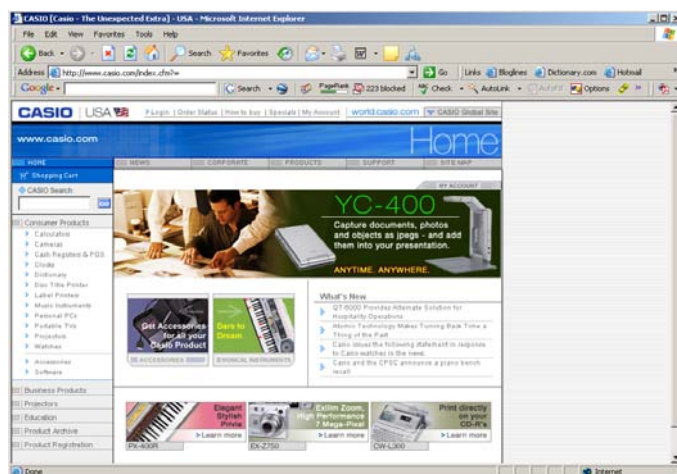 CASIO [Casio - The Unexpected Extra] - USA - Microsoft Internet Explorer
File Edit View Favorites Tools Help
Back Search Favorites
Address http://www.casio.com/index.cfm?w= Go Links Bloglines Dictionary.com Hotmail
Google Search PageRank 223 blocked Check AutoLink AutoFill Options
CASIO USA Login | Order Status | How to buy | Specials | My Account world.casio.com CASIO Global Site
www.casio.com Home
HOME NEWS CORPORATE PRODUCTS SUPPORT SITE MAP
Shopping Cart
MY ACCOUNT
CASIO Search
Consumer Products
Calculators
Cameras
Cash Registers & POS
Clocks
Dictionary
Disc Title Printer
Label Printers
Music Instruments
Personal PCs
Portable TVs
Projectors
Watches
Accessories
Software
Business Products
Projectors
Education
Product Archive
Product Registration
YC-400
Capture documents, photos
and objects as jpegs - and add
them into your presentation.
ANYTIME. ANYWHERE.
Get Accessories
for all your
Casio Product
ACCESSORIES
Dare to
Dream
MUSICAL INSTRUMENTS
What's New
QT-6000 Provides Alternate Solution for
Hospitality Operations
Atomic Technology Makes Turning Back Time a
Thing of the Past
Casio issued the following statement in response
to Casio watches in the news.
Casio and the CPSC announce a piano bench
recall
Elegant
Stylish
Privia
Learn more
PX-400R
Exilim Zoom,
High Performance
7 Mega-Pixel
Learn more
EX-Z750
Print directly
on your
CD-R's
Learn more
CW-L300
Done Internet